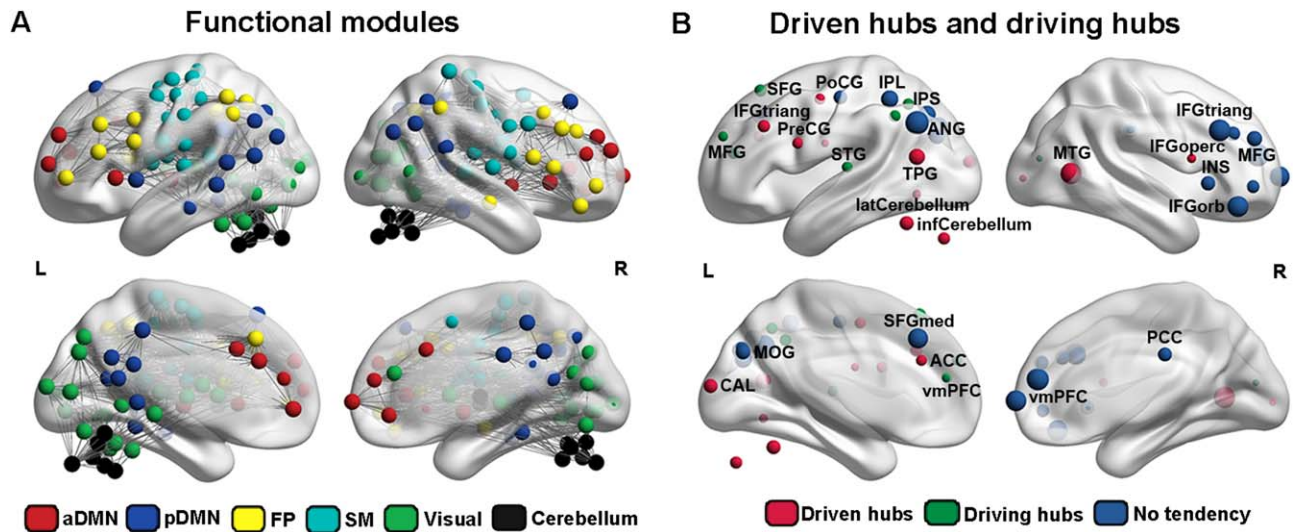 A Functional modules
B Driven hubs and driving hubs
SFG PoCG IPL
IFGtriang IPS
PreCG ANG
MFG STG
TPG
latCerebellum
infCerebellum
IFGtriang
MTG IFGoperc MFG
INS
IFGorb
L R
L R
SFGmed
MOG ACC
CAL vmPFC
PCC
vmPFC
aDMN pDMN FP SM Visual Cerebellum
Driven hubs Driving hubs No tendency